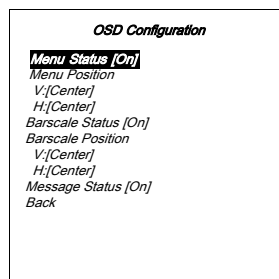 OSD Configuration
Menu Status [On]
Menu Position
V:[Center]
H:[Center]
Barscale Status [On]
Barscale Position
V:[Center]
H:[Center]
Message Status [On]
Back